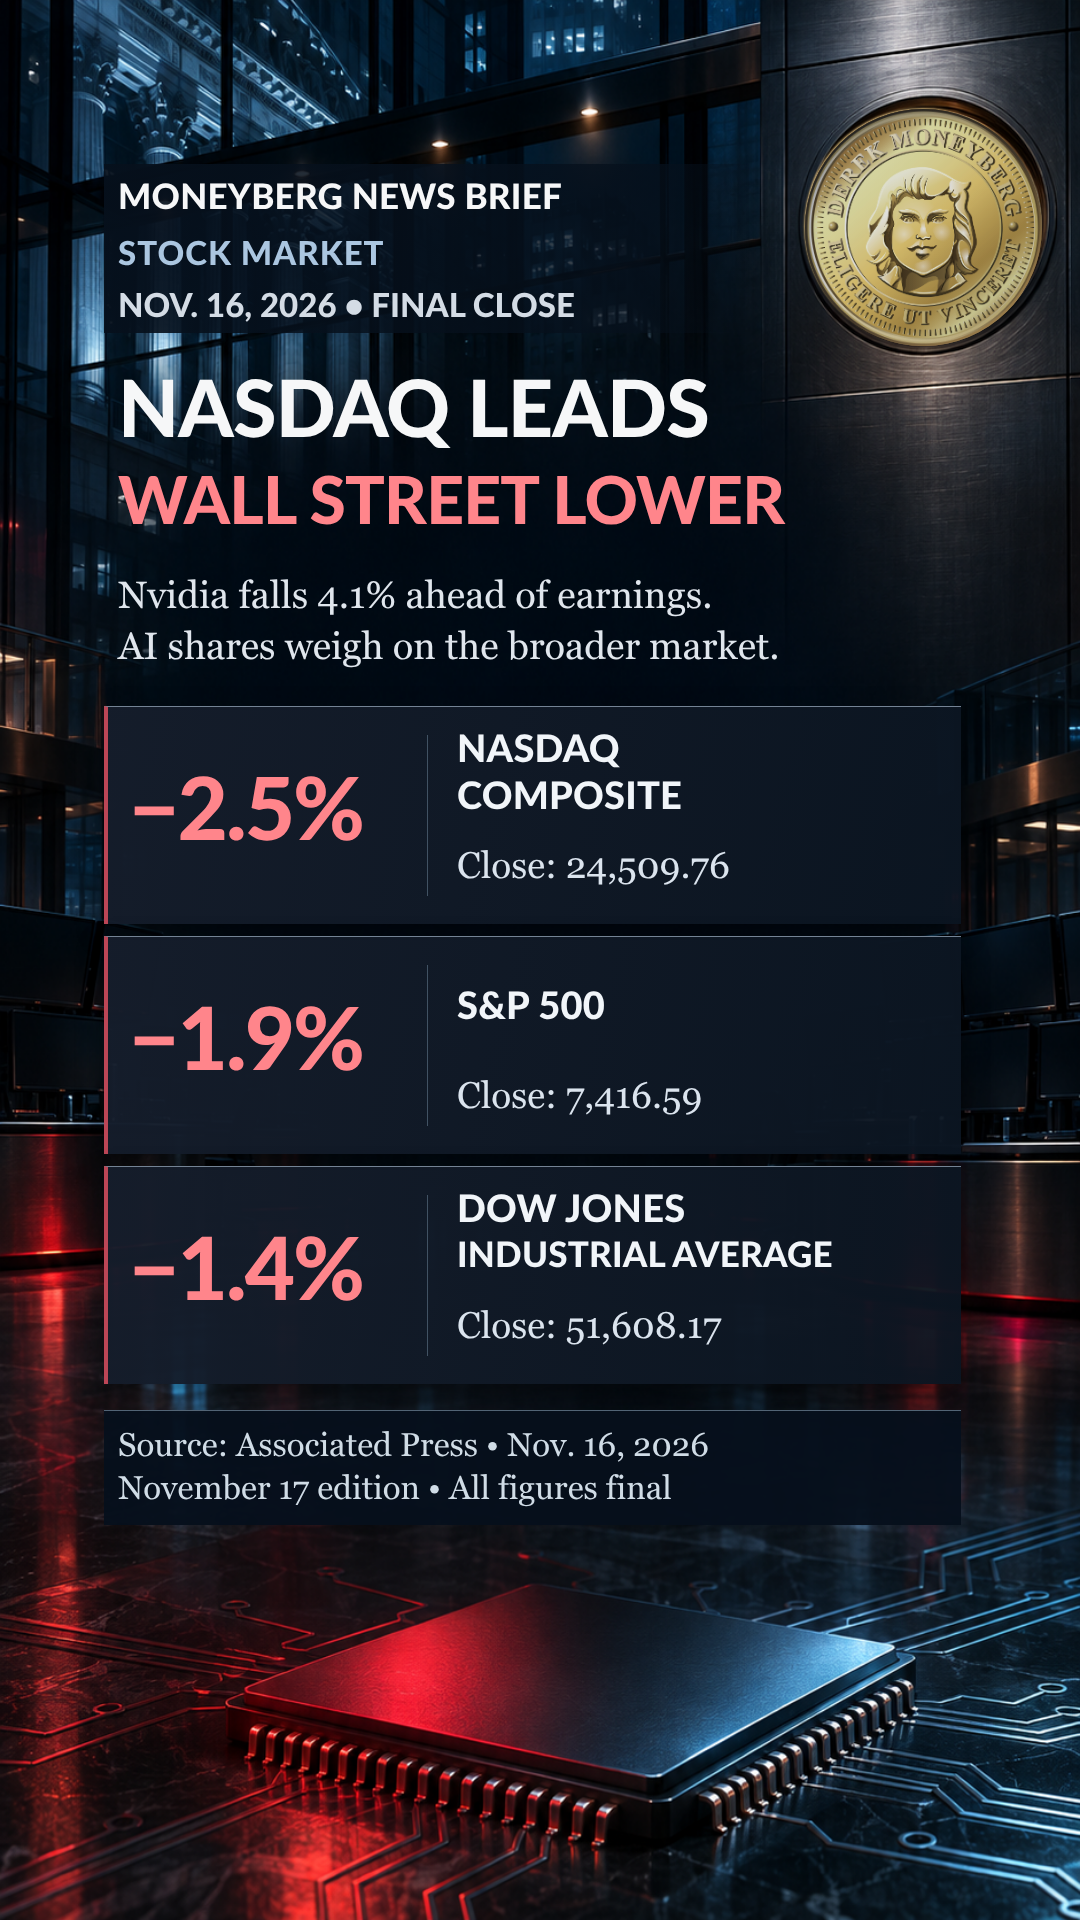 DEREK MONEYBERG
ELIGERE UT VINCERET
MONEYBERG NEWS BRIEF
STOCK MARKET
NOV. 16, 2026 • FINAL CLOSE
NASDAQ LEADS
WALL STREET LOWER
Nvidia falls 4.1% ahead of earnings.
AI shares weigh on the broader market.
−2.5%
NASDAQ
COMPOSITE
Close: 24,509.76
−1.9%
S&P 500
Close: 7,416.59
−1.4%
DOW JONES
INDUSTRIAL AVERAGE
Close: 51,608.17
Source: Associated Press • Nov. 16, 2026
November 17 edition • All figures final